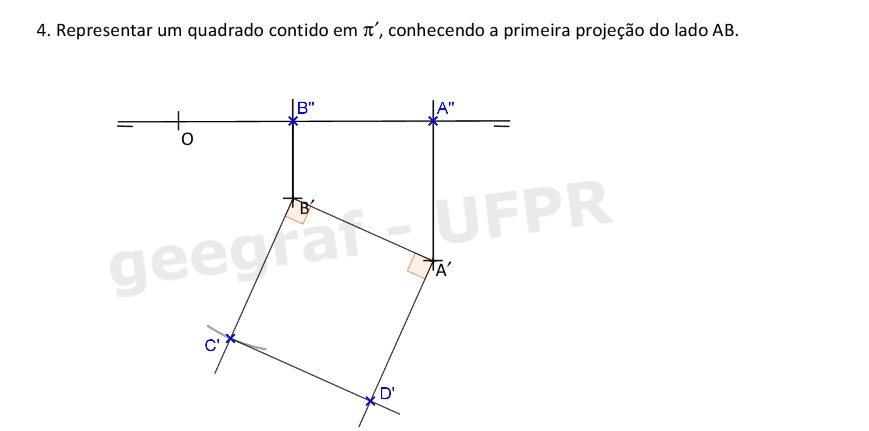 4. Representar um quadrado contido em π′, conhecendo a primeira projeção do lado AB.
B" A"
O
B′
geegraf - UFPR
A′
C'
D'